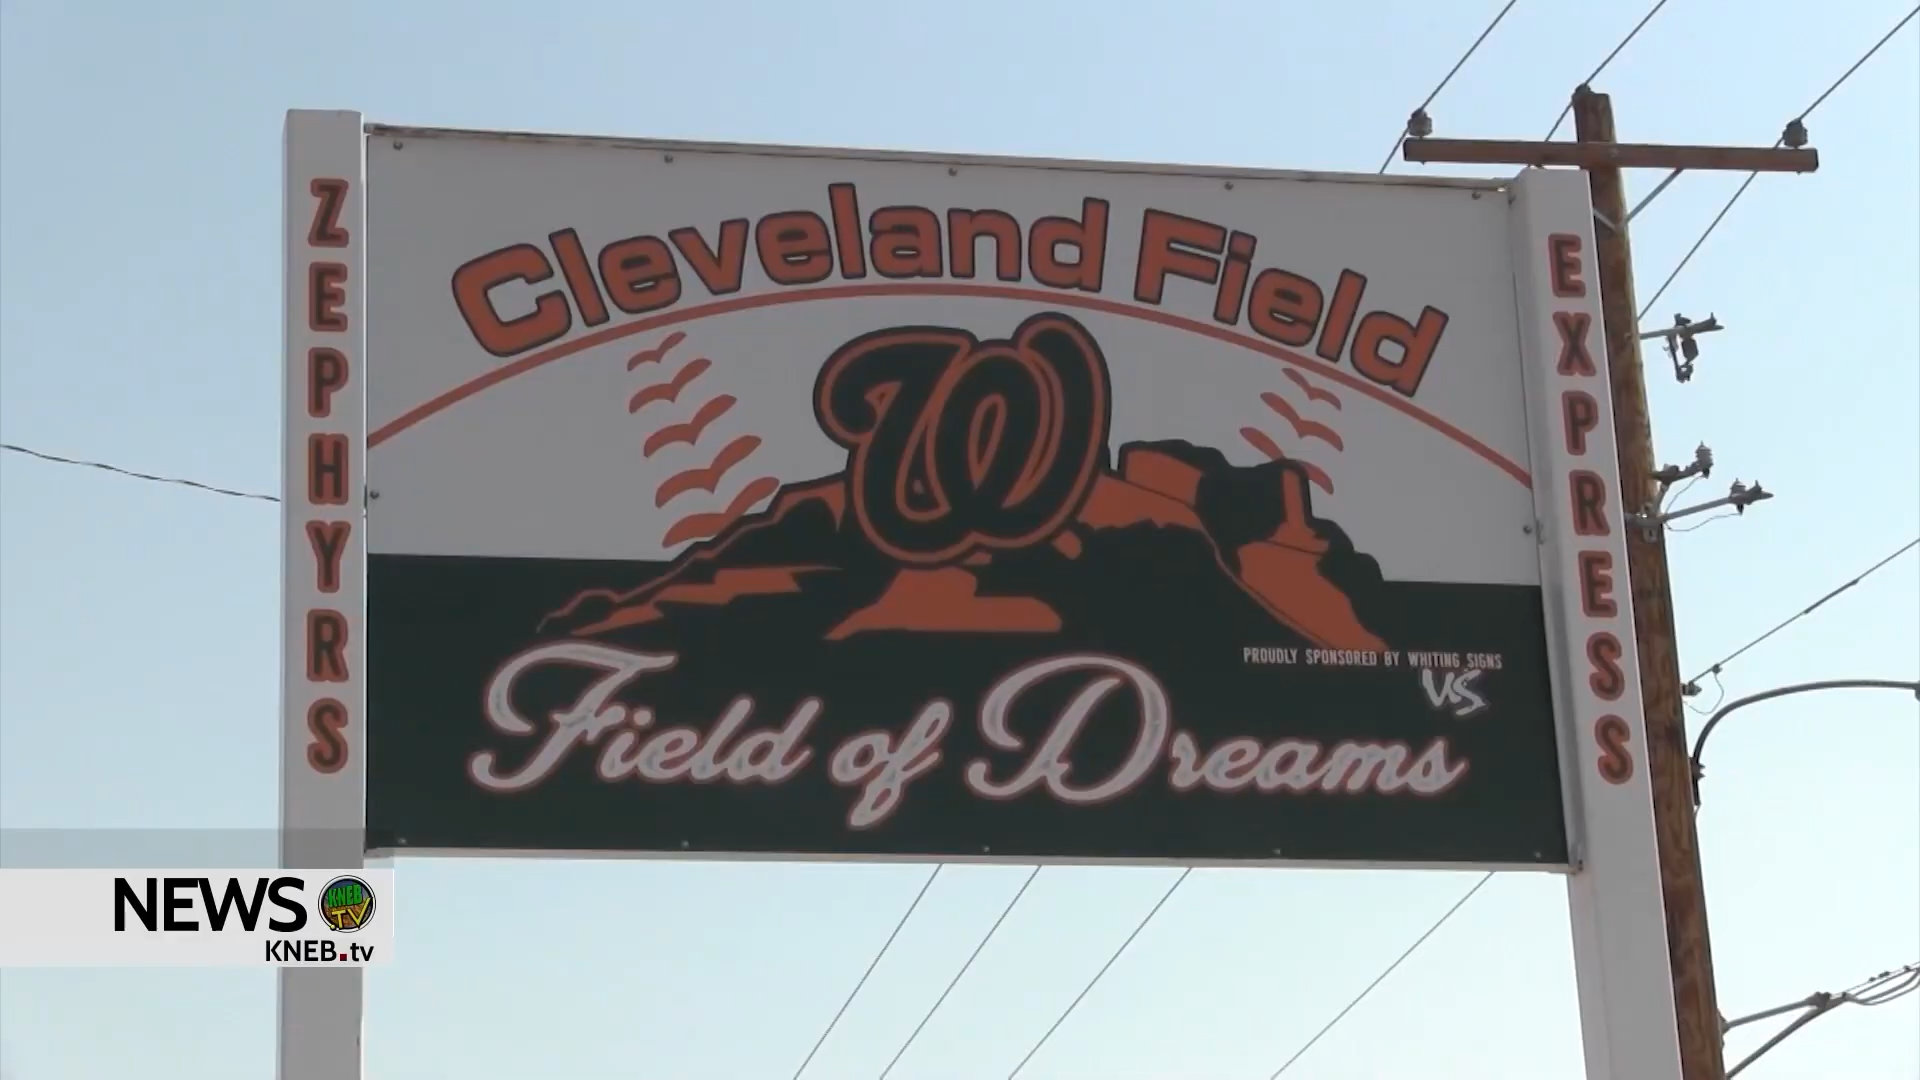 ZEPHYRS
Cleveland Field
W
EXPRESS
PROUDLY SPONSORED BY WHITING SIGNS
WS
Field of Dreams
NEWS KNEB .TV
KNEB.tv